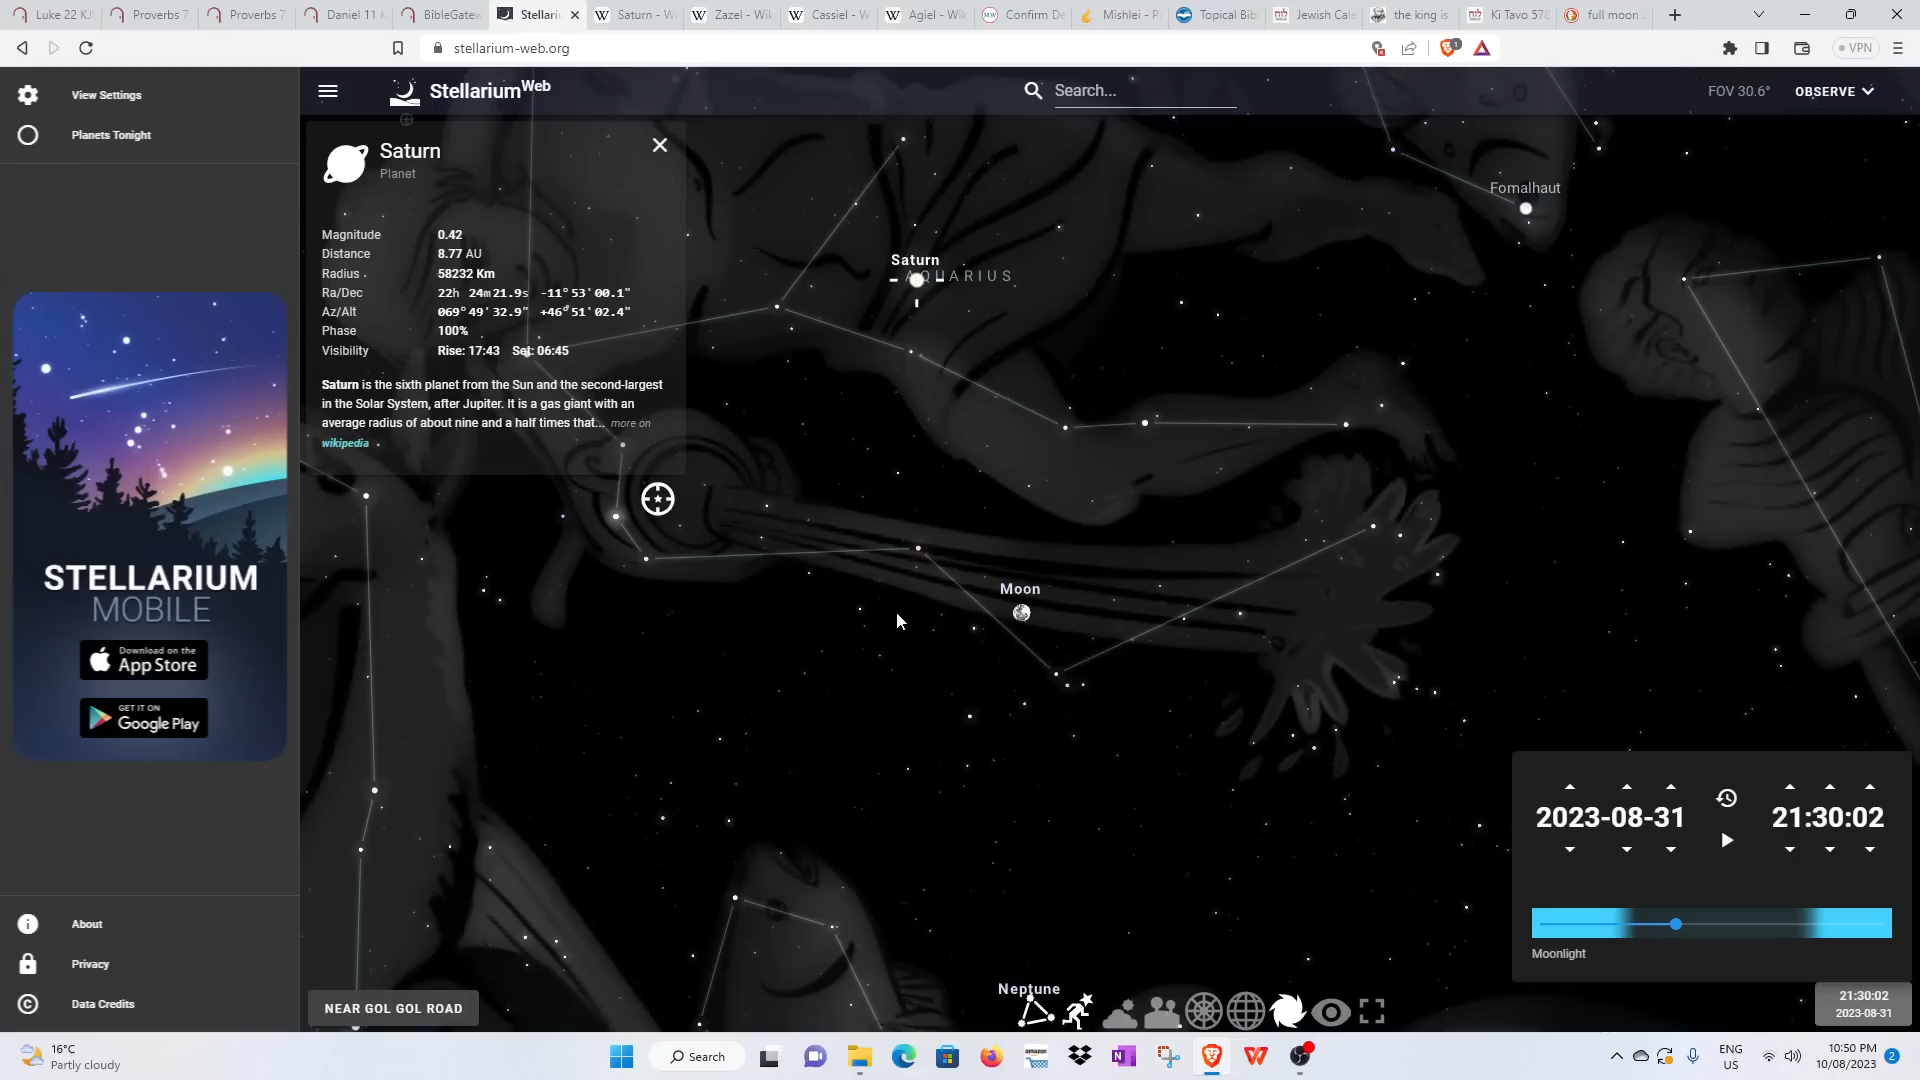 Luke 22 KJV
Proverbs 7
Proverbs 7
Daniel 11 K
BibleGatew
Stellariu
Saturn - W
Zazel - Wik
Cassiel - W
Agiel - Wik
Confirm De
Mishlei - P
Topical Bib
Jewish Cale
the king is
Ki Tavo 578
full moon 2
stellarium-web.org
VPN
View Settings
Planets Tonight
StellariumWeb
Search...
FOV 30.6°
OBSERVE
Saturn
Planet
Magnitude 0.42
Distance 8.77 AU
Radius 58232 Km
Ra/Dec 22h 24m 21.9s -11° 53' 00.1"
Az/Alt 069° 49' 32.9" +46° 51' 02.4"
Phase 100%
Visibility Rise: 17:43 Set: 06:45
Saturn is the sixth planet from the Sun and the second-largest
in the Solar System, after Jupiter. It is a gas giant with an
average radius of about nine and a half times that... more on
wikipedia
Fomalhaut
Saturn
AQUARIUS
Moon
Neptune
STELLARIUM
MOBILE
Download on the
App Store
GET IT ON
Google Play
About
Privacy
Data Credits
NEAR GOL GOL ROAD
2023-08-31
21:30:02
Moonlight
21:30:02
2023-08-31
16°C
Partly cloudy
Search
amazon
ENG
US
10:50 PM
10/08/2023
2